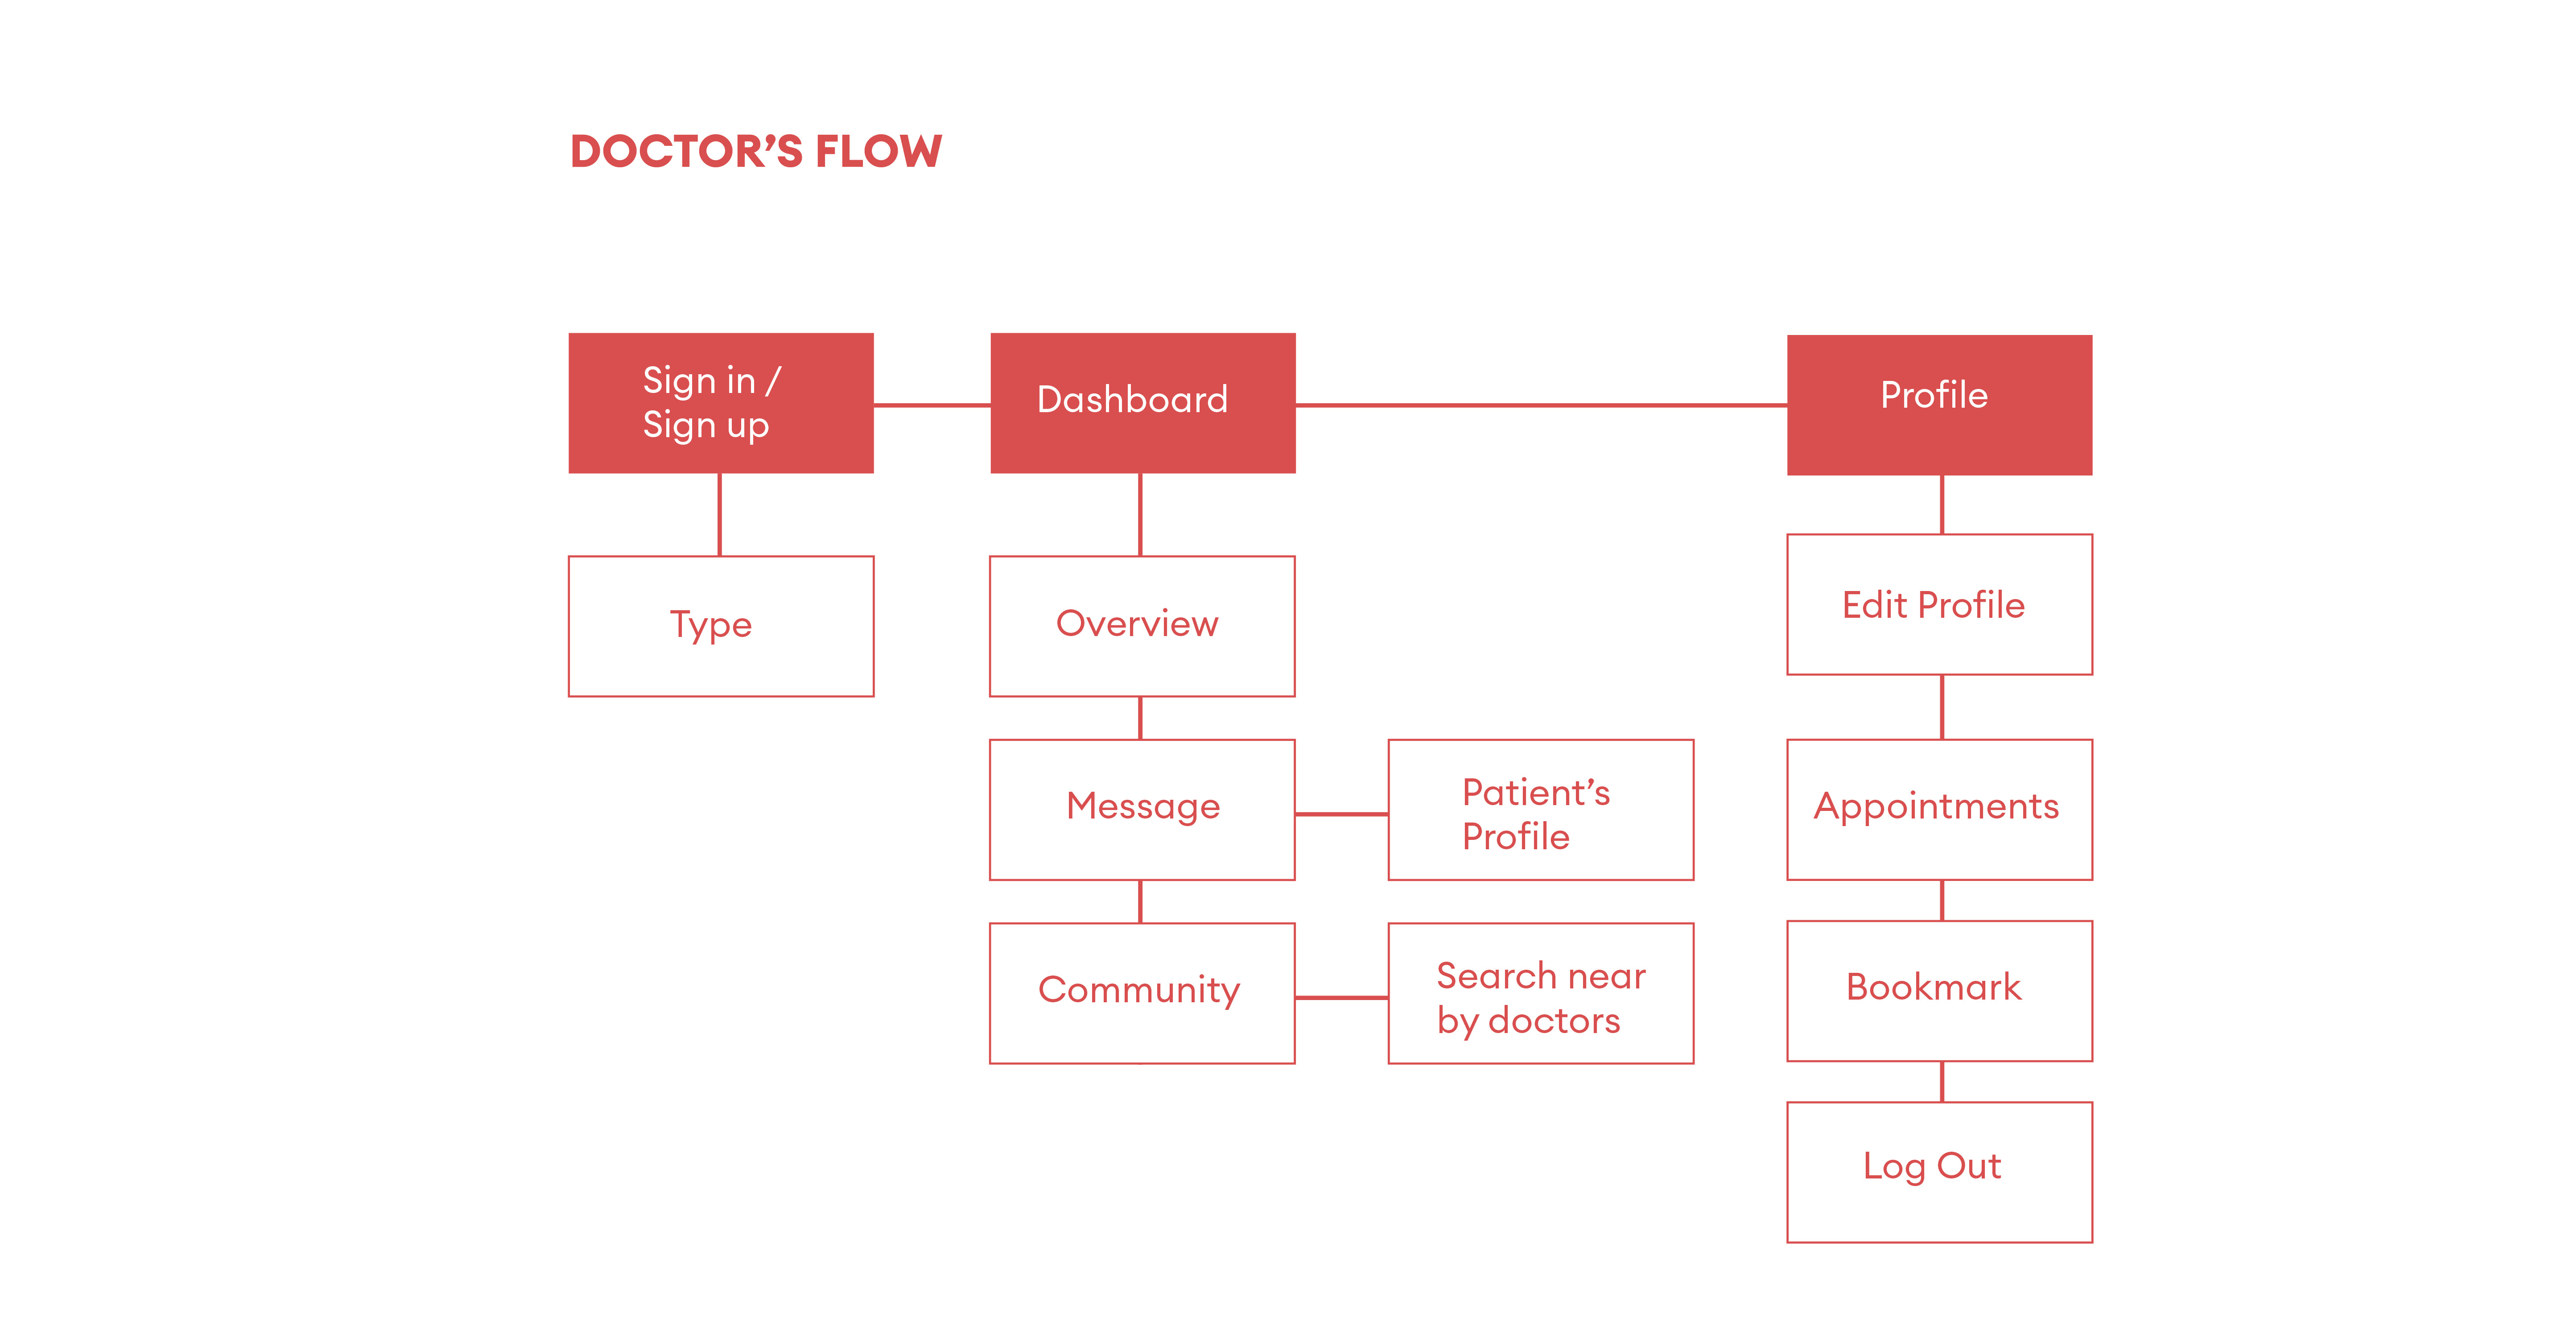 DOCTOR’S FLOW
Sign in /
Sign up
Dashboard
Profile
Type
Overview
Edit Profile
Message
Patient’s
Profile
Appointments
Community
Search near
by doctors
Bookmark
Log Out